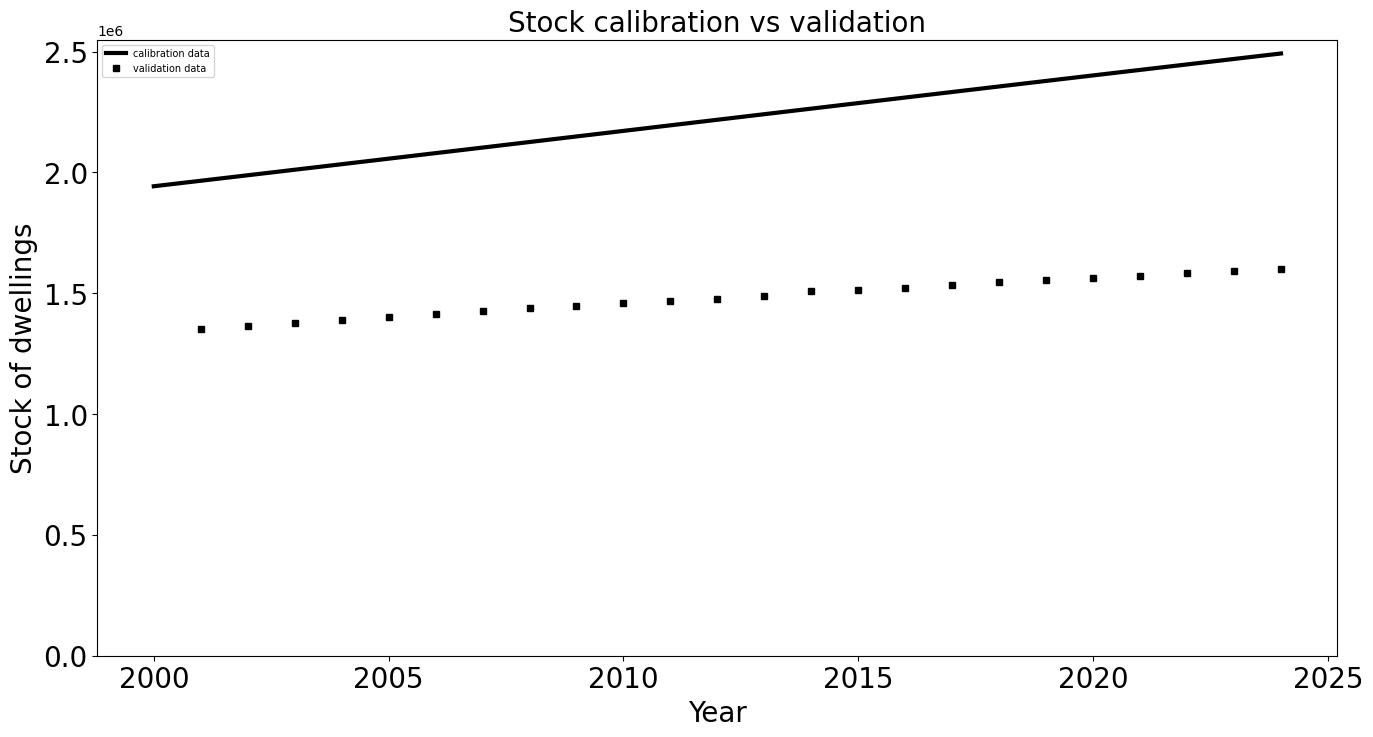 Stock calibration vs validation
1e6
calibration data
validation data
2.5
2.0
1.5
1.0
0.5
0.0
Stock of dwellings
2000 2005 2010 2015 2020 2025
Year